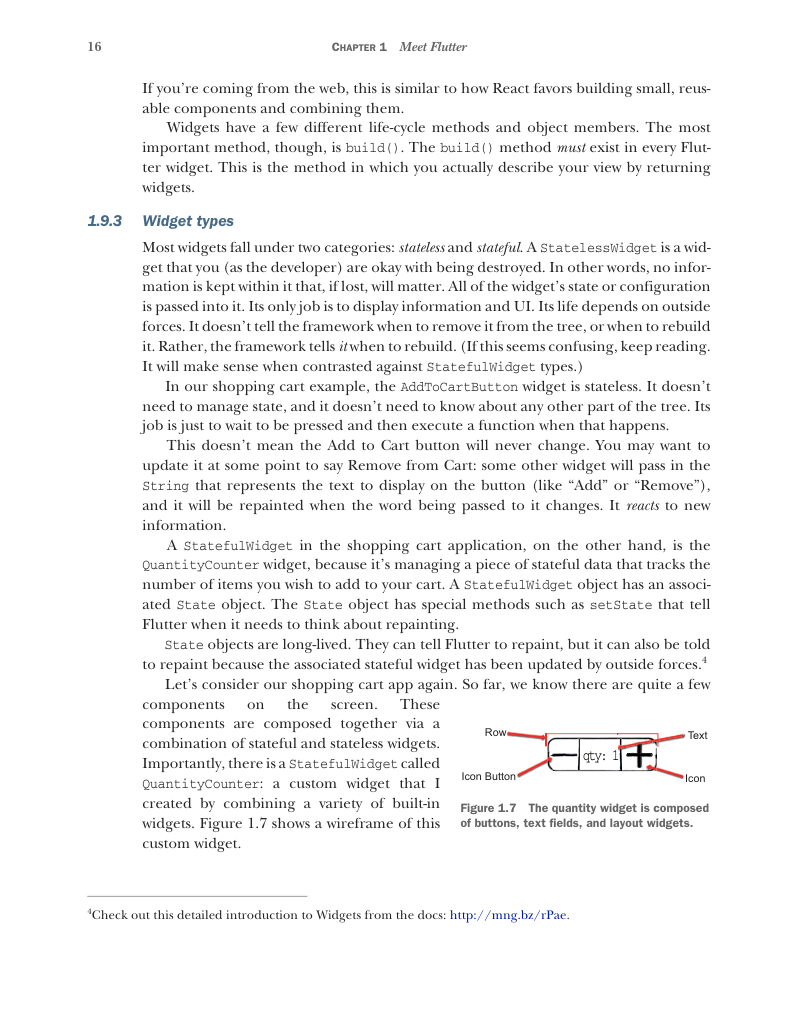 16
CHAPTER 1 Meet Flutter
If you’re coming from the web, this is similar to how React favors building small, reus-
able components and combining them.
Widgets have a few different life-cycle methods and object members. The most
important method, though, is build(). The build() method must exist in every Flut-
ter widget. This is the method in which you actually describe your view by returning
widgets.
1.9.3 Widget types
Most widgets fall under two categories: stateless and stateful. A StatelessWidget is a wid-
get that you (as the developer) are okay with being destroyed. In other words, no infor-
mation is kept within it that, if lost, will matter. All of the widget’s state or configuration
is passed into it. Its only job is to display information and UI. Its life depends on outside
forces. It doesn’t tell the framework when to remove it from the tree, or when to rebuild
it. Rather, the framework tells it when to rebuild. (If this seems confusing, keep reading.
It will make sense when contrasted against StatefulWidget types.)
In our shopping cart example, the AddToCartButton widget is stateless. It doesn’t
need to manage state, and it doesn’t need to know about any other part of the tree. Its
job is just to wait to be pressed and then execute a function when that happens.
This doesn’t mean the Add to Cart button will never change. You may want to
update it at some point to say Remove from Cart: some other widget will pass in the
String that represents the text to display on the button (like “Add” or “Remove”),
and it will be repainted when the word being passed to it changes. It reacts to new
information.
A StatefulWidget in the shopping cart application, on the other hand, is the
QuantityCounter widget, because it’s managing a piece of stateful data that tracks the
number of items you wish to add to your cart. A StatefulWidget object has an associ-
ated State object. The State object has special methods such as setState that tell
Flutter when it needs to think about repainting.
State objects are long-lived. They can tell Flutter to repaint, but it can also be told
to repaint because the associated stateful widget has been updated by outside forces.4
Let’s consider our shopping cart app again. So far, we know there are quite a few
components on the screen. These
components are composed together via a
combination of stateful and stateless widgets.
Importantly, there is a StatefulWidget called
QuantityCounter: a custom widget that I
created by combining a variety of built-in
widgets. Figure 1.7 shows a wireframe of this
custom widget.
Row
Text
qty: 1
Icon Button
Icon
Figure 1.7 The quantity widget is composed
of buttons, text fields, and layout widgets.
4Check out this detailed introduction to Widgets from the docs: http://mng.bz/rPae.